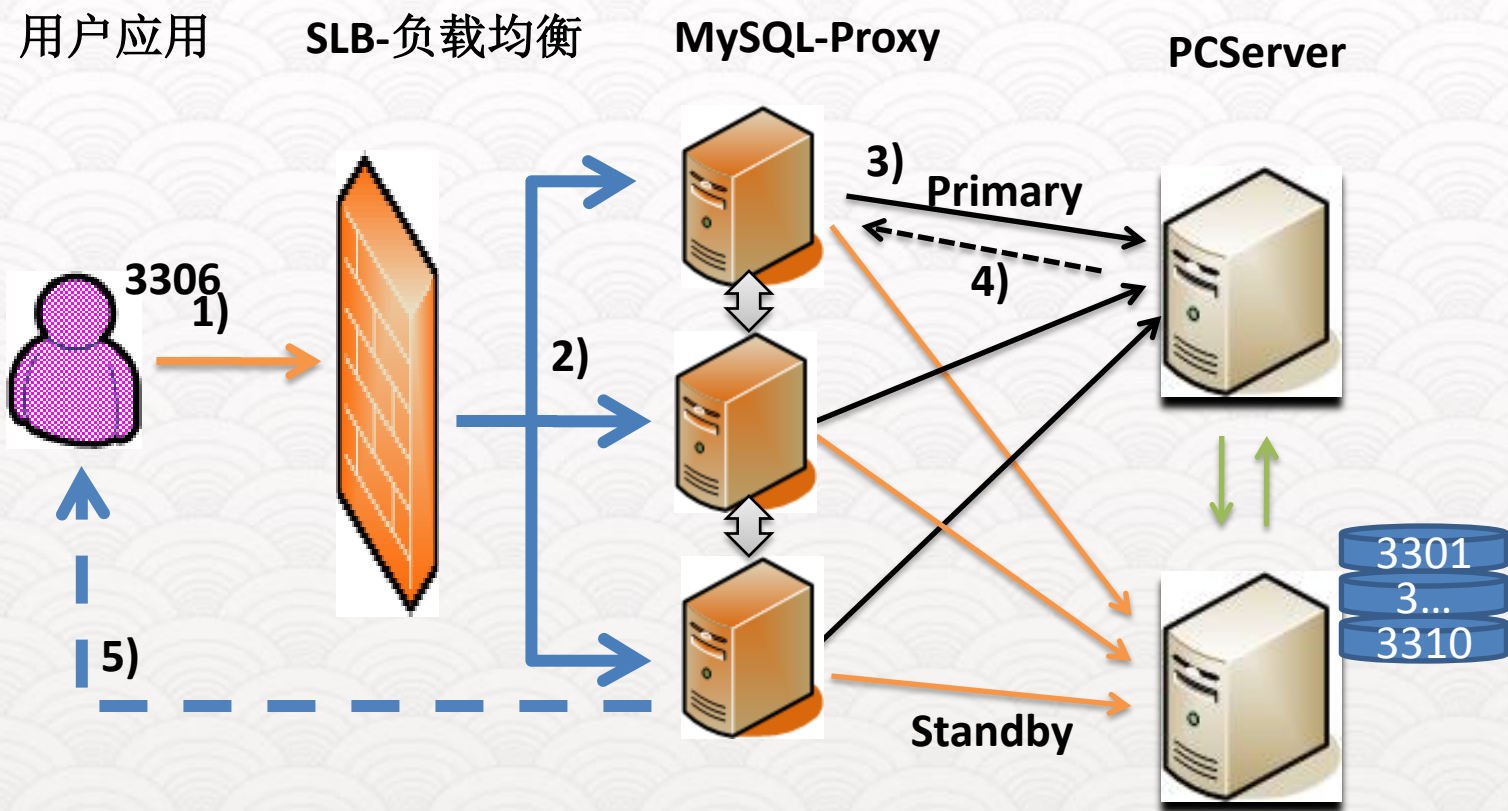 用户应用
SLB-负载均衡
MySQL-Proxy
PCServer
3306
1)
2)
3)
Primary
4)
5)
Standby
3301
3...
3310